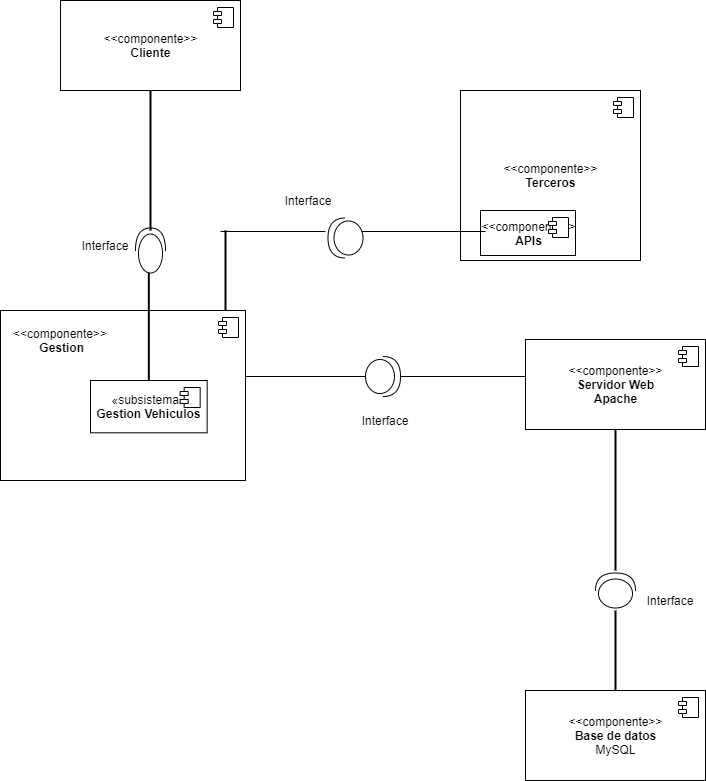 <<componente>>
Cliente
<<componente>>
Terceros
Interface
<<componente>>
APIs
Interface
<<componente>>
Gestion
<<componente>>
Servidor Web
Apache
«subsistema
Gestion Vehiculos
Interface
Interface
<<componente>>
Base de datos
MySQL